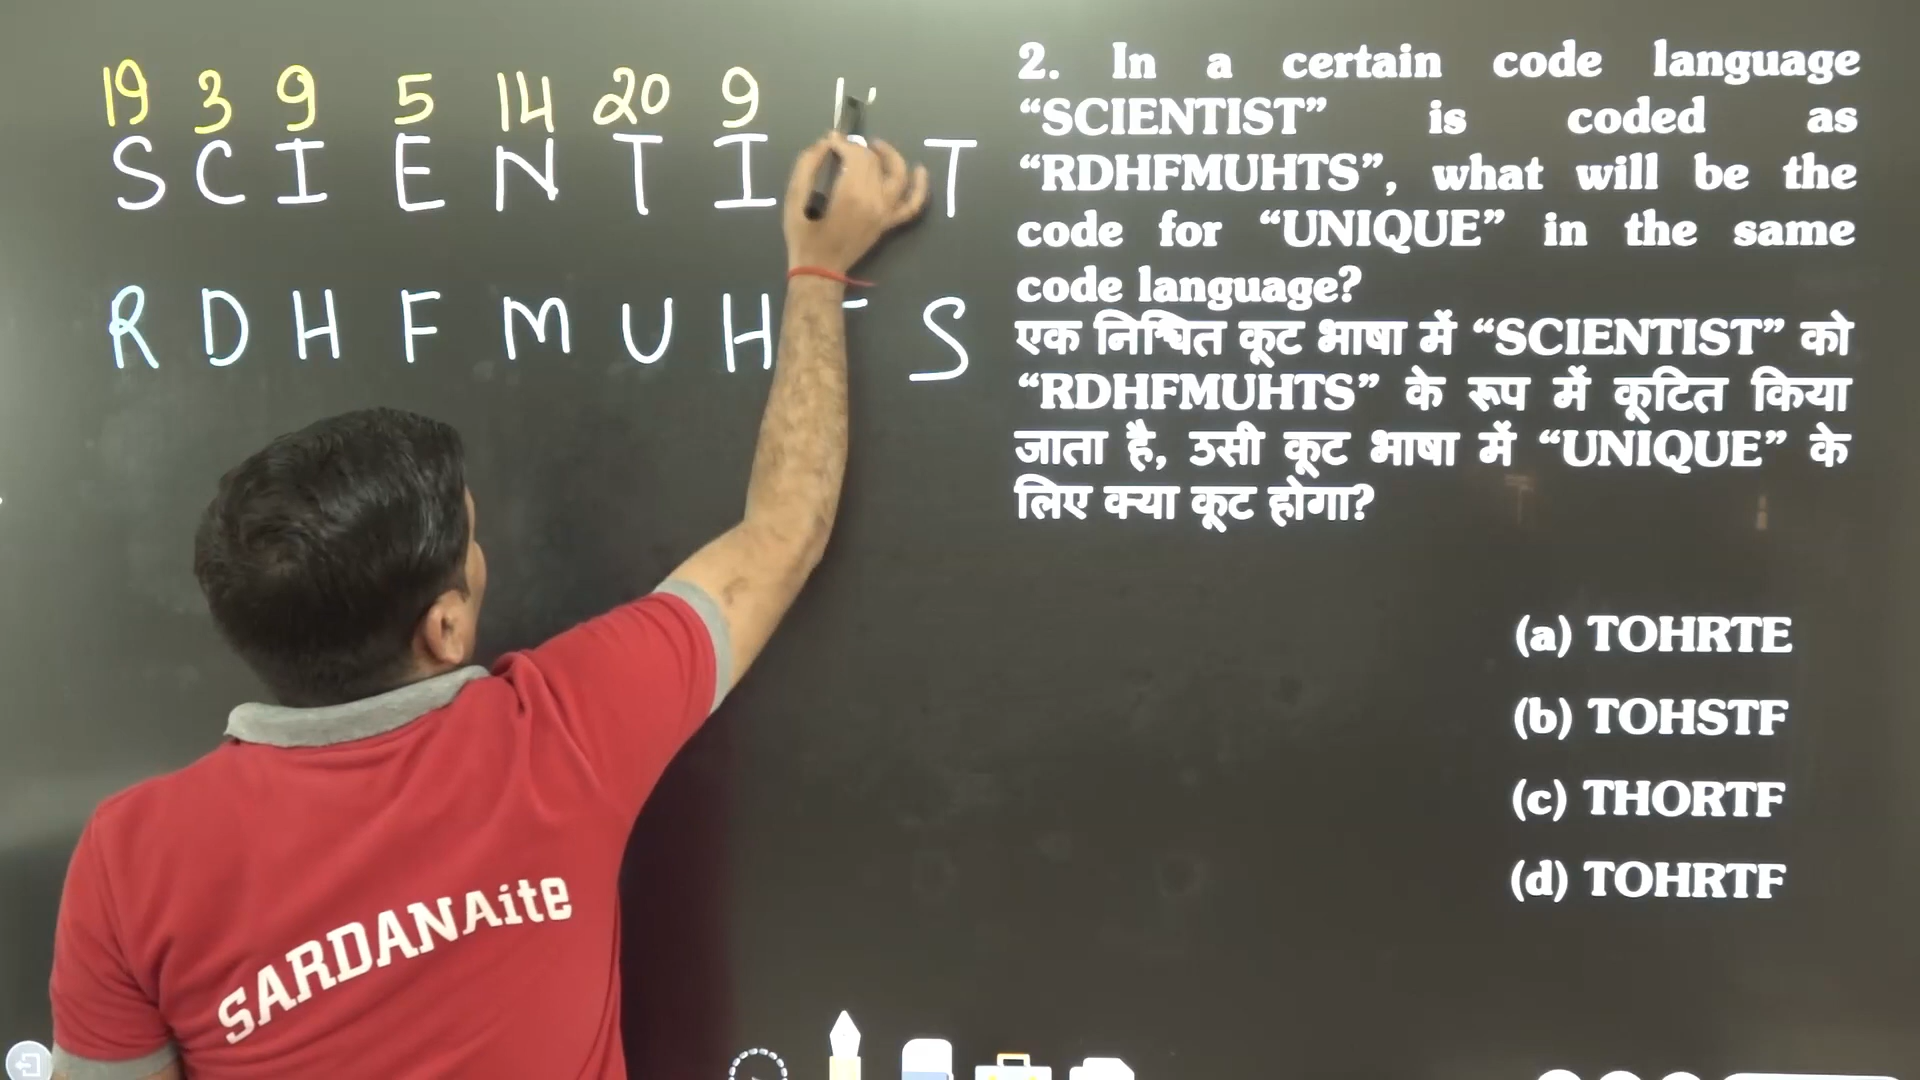 19 3 9 5 14 20 9
S C I E N T I T
R D H F M U H S
2. In a certain code language
“SCIENTIST” is coded as
“RDHFMUHTS”, what will be the
code for “UNIQUE” in the same
code language?
एक निश्चित कूट भाषा में “SCIENTIST” को
“RDHFMUHTS” के रूप में कूटित किया
जाता है, उसी कूट भाषा में “UNIQUE” के
लिए क्या कूट होगा?
(a) TOHRTE
(b) TOHSTF
(c) THORTF
(d) TOHRTF
SARDANAite